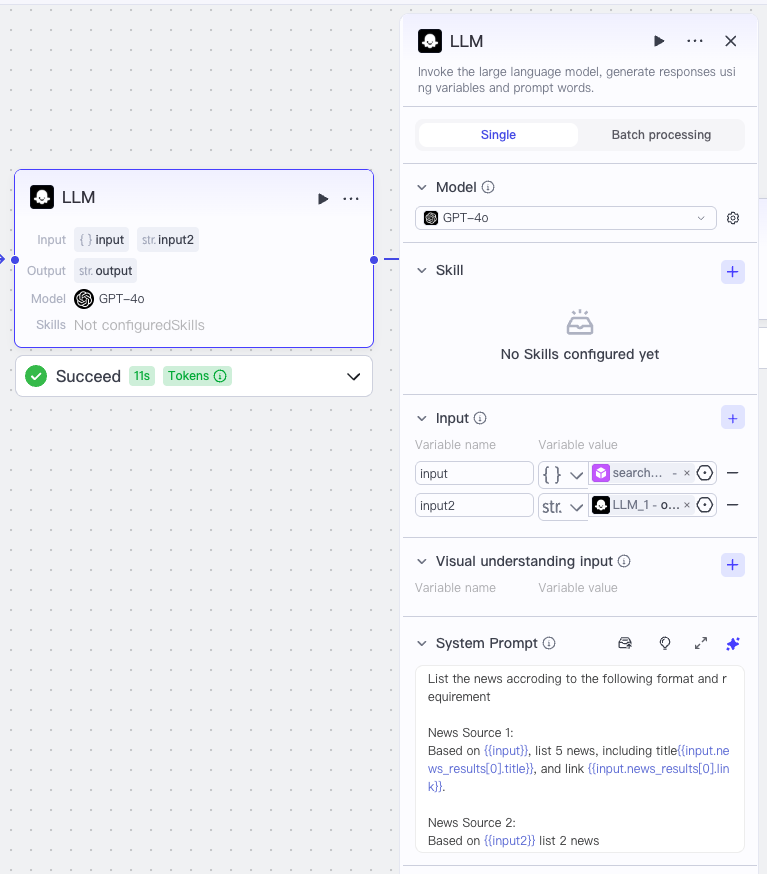 LLM
Input { } input str. input2
Output str. output
Model GPT-4o
Skills Not configuredSkills
Succeed 11s Tokens
LLM
Invoke the large language model, generate responses usi
ng variables and prompt words.
Single Batch processing
Model
GPT-4o
Skill
No Skills configured yet
Input
Variable name Variable value
input { } search... - ×
input2 str. LLM_1 - o... ×
Visual understanding input
Variable name Variable value
System Prompt
List the news accroding to the following format and r
equirement
News Source 1:
Based on {{input}}, list 5 news, including title{{input.ne
ws_results[0].title}}, and link {{input.news_results[0].lin
k}}.
News Source 2:
Based on {{input2}} list 2 news